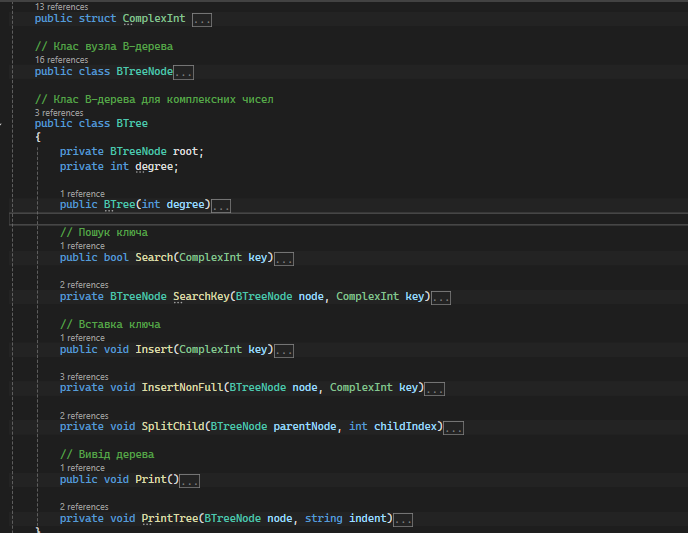 13 references
public struct ComplexInt ...
// Клас вузла B-дерева
16 references
public class BTreeNode...
// Клас B-дерева для комплексних чисел
3 references
public class BTree
{
private BTreeNode root;
private int degree;
1 reference
public BTree(int degree)...
// Пошук ключа
1 reference
public bool Search(ComplexInt key)...
2 references
private BTreeNode SearchKey(BTreeNode node, ComplexInt key)...
// Вставка ключа
1 reference
public void Insert(ComplexInt key)...
3 references
private void InsertNonFull(BTreeNode node, ComplexInt key)...
2 references
private void SplitChild(BTreeNode parentNode, int childIndex)...
// Вивід дерева
1 reference
public void Print()...
2 references
private void PrintTree(BTreeNode node, string indent)...
}